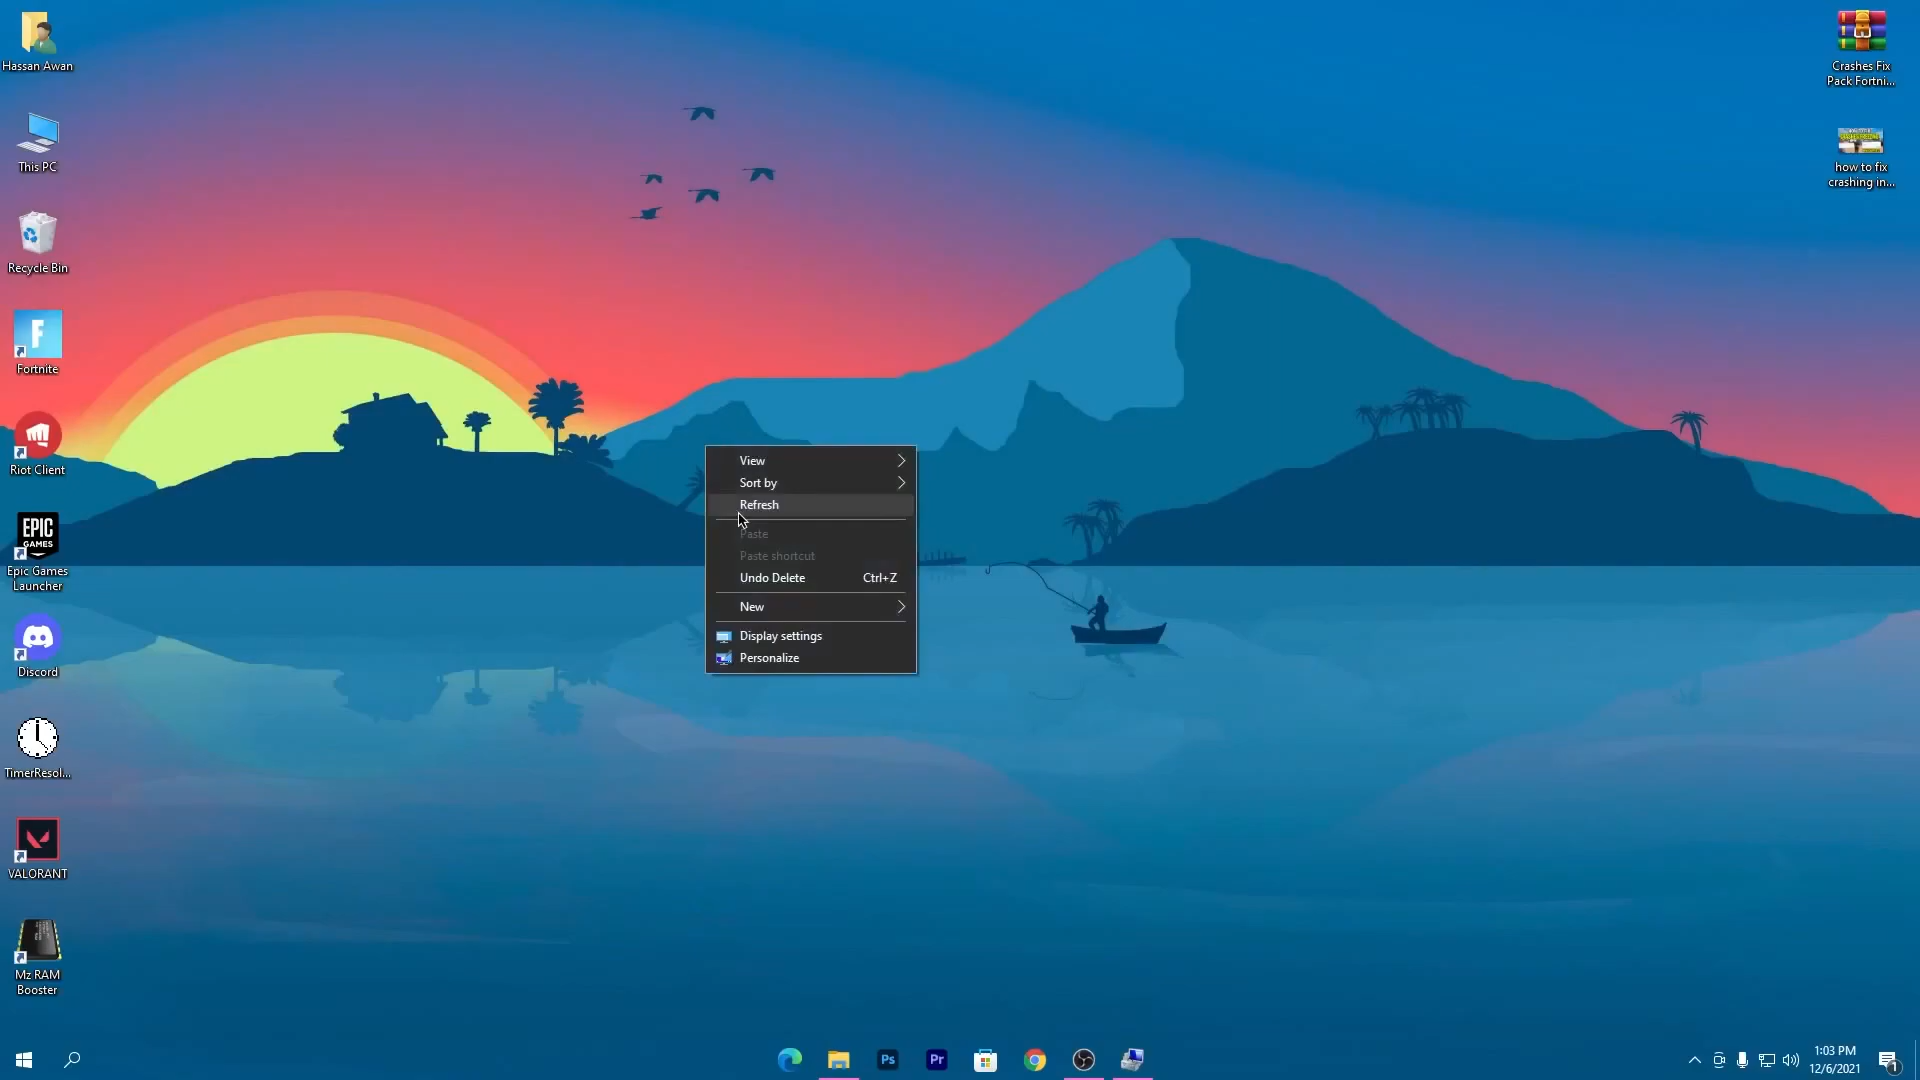 Hassan Awan
This PC
Recycle Bin
Fortnite
Riot Client
EPIC
GAMES
Epic Games
Launcher
Discord
TimerResol...
VALORANT
Mz RAM
Booster
View
Sort by
Refresh
Paste
Paste shortcut
Undo Delete Ctrl+Z
New
Display settings
Personalize
Crashes Fix
Pack Fortni...
how to fix
crashing in...
Ps
Pr
1:03 PM
12/6/2021
1